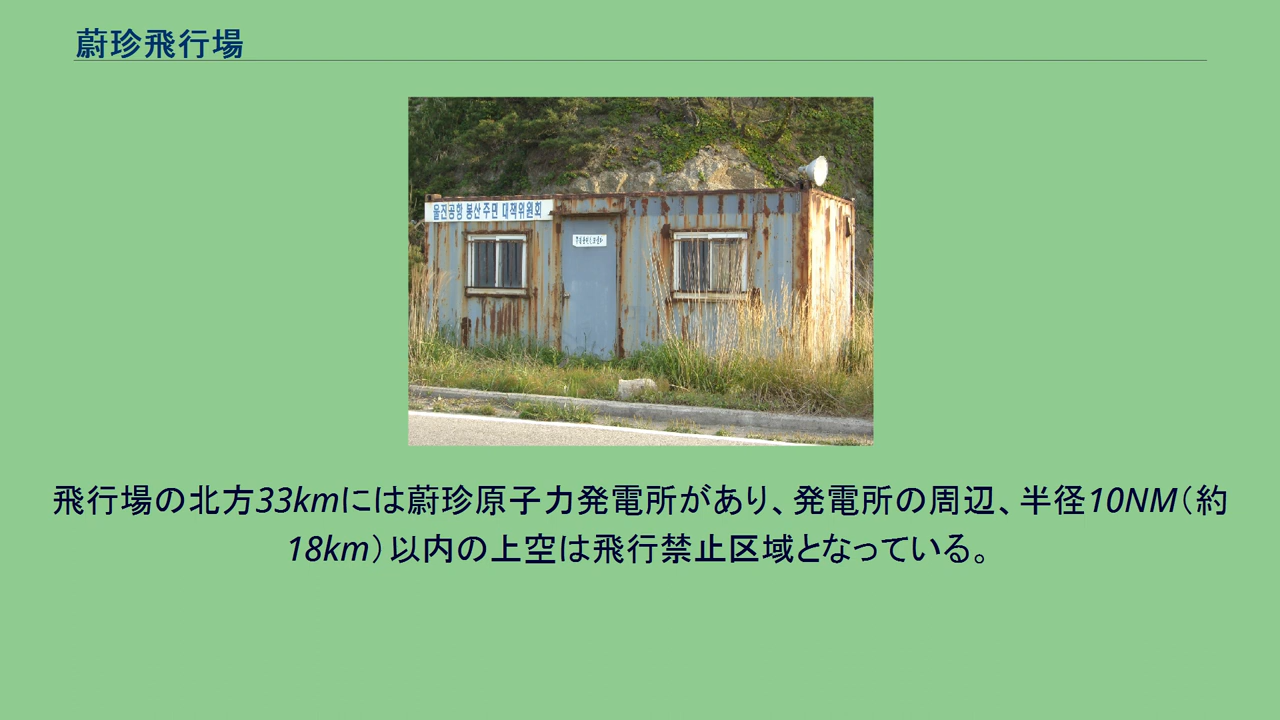 蔚珍飛行場
울진공항 봉산 주민 대책위원회
飛行場の北方33kmには蔚珍原子力発電所があり、発電所の周辺、半径10NM（約
18km）以内の上空は飛行禁止区域となっている。